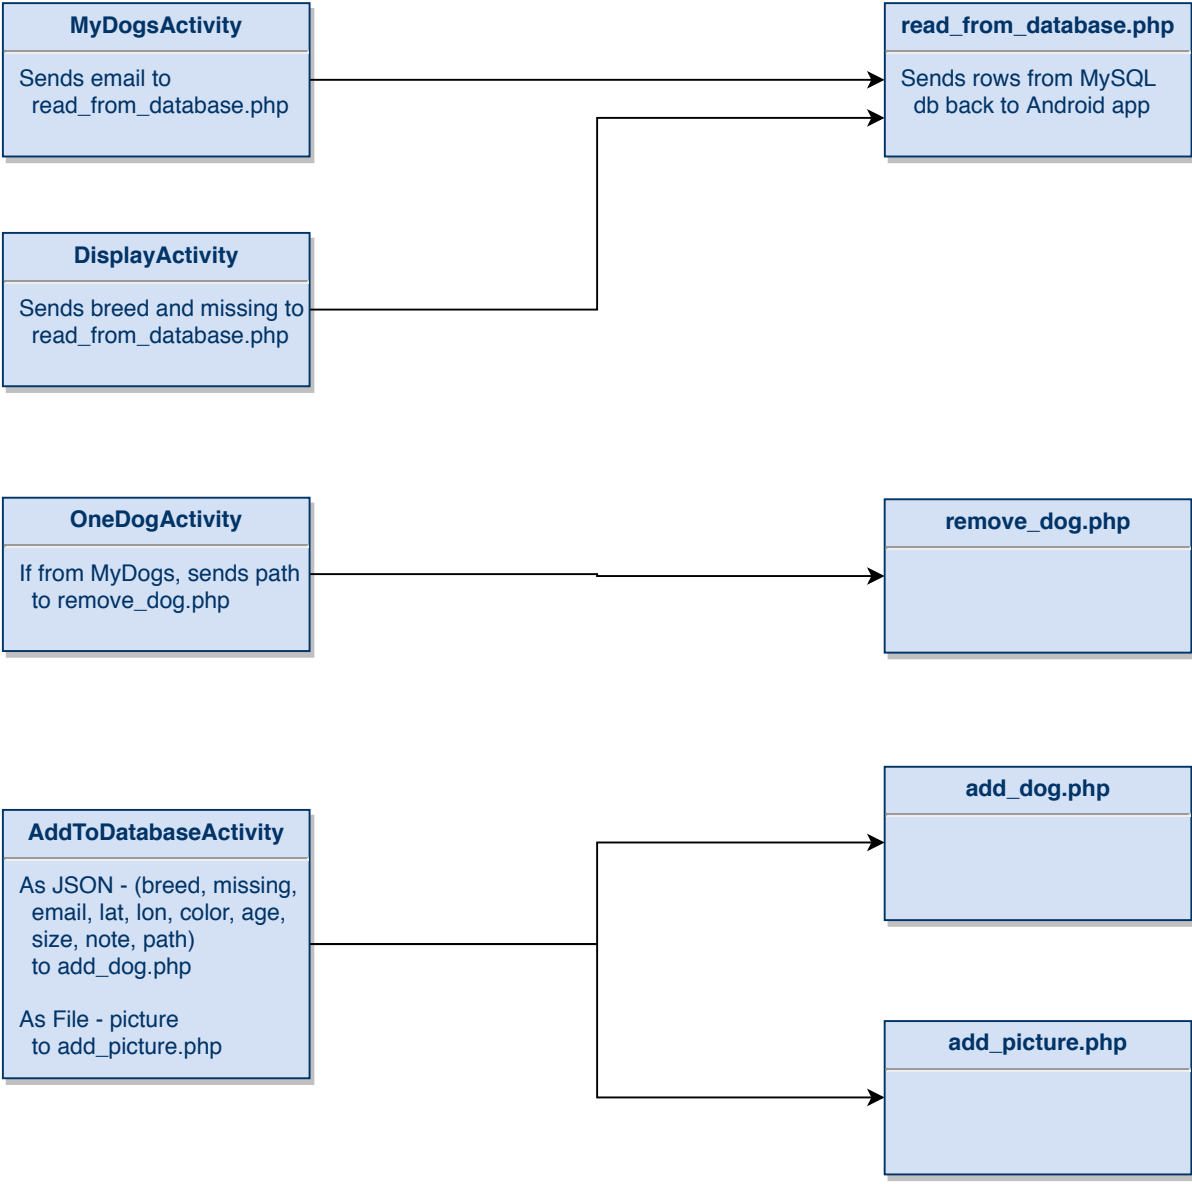 MyDogsActivity
Sends email to
read_from_database.php
read_from_database.php
Sends rows from MySQL
db back to Android app
DisplayActivity
Sends breed and missing to
read_from_database.php
OneDogActivity
If from MyDogs, sends path
to remove_dog.php
remove_dog.php
AddToDatabaseActivity
As JSON - (breed, missing,
email, lat, lon, color, age,
size, note, path)
to add_dog.php
As File - picture
to add_picture.php
add_dog.php
add_picture.php